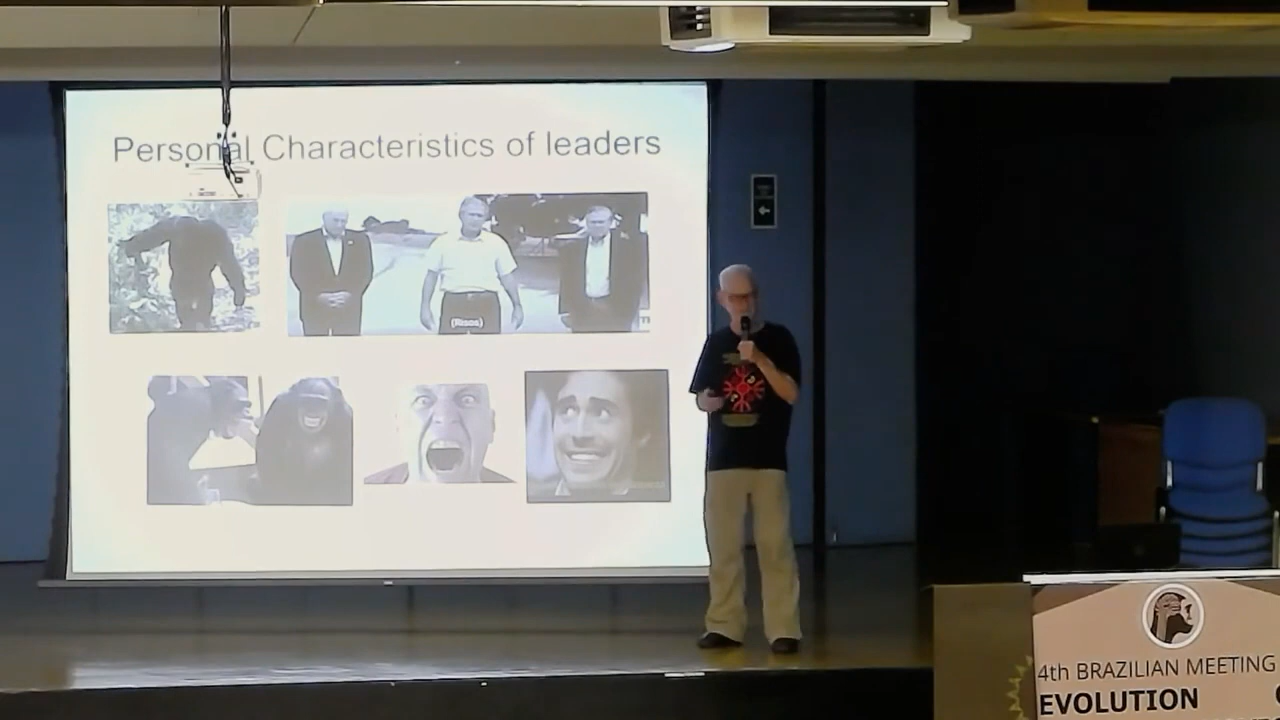 Personal Characteristics of leaders
(Risos)
4th BRAZILIAN MEETING
EVOLUTION